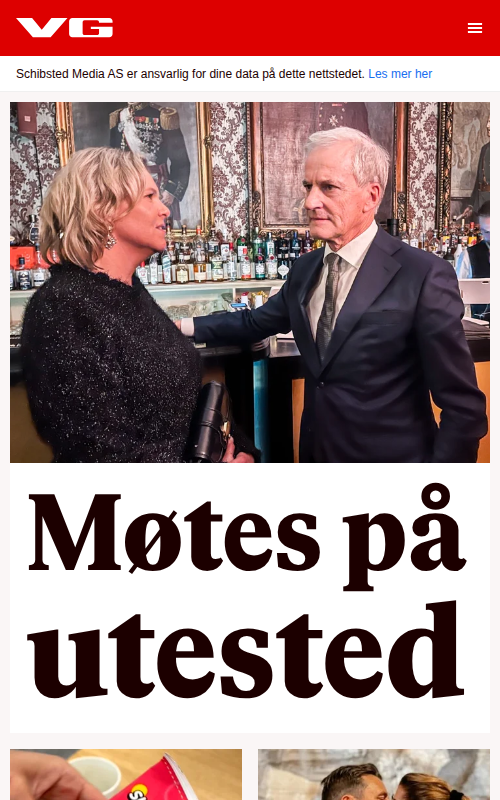 VG
Schibsted Media AS er ansvarlig for dine data på dette nettstedet. Les mer her
Møtes på
utested